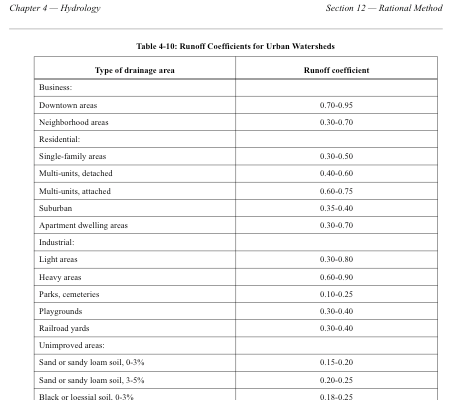 Chapter 4 — Hydrology    Section 12 — Rational Method
Table 4-10: Runoff Coefficients for Urban Watersheds
Type of drainage area    Runoff coefficient
Business:
Downtown areas    0.70-0.95
Neighborhood areas    0.30-0.70
Residential:
Single-family areas    0.30-0.50
Multi-units, detached    0.40-0.60
Multi-units, attached    0.60-0.75
Suburban    0.35-0.40
Apartment dwelling areas    0.30-0.70
Industrial:
Light areas    0.30-0.80
Heavy areas    0.60-0.90
Parks, cemeteries    0.10-0.25
Playgrounds    0.30-0.40
Railroad yards    0.30-0.40
Unimproved areas:
Sand or sandy loam soil, 0-3%    0.15-0.20
Sand or sandy loam soil, 3-5%    0.20-0.25
Black or loessial soil, 0-3%    0.18-0.25